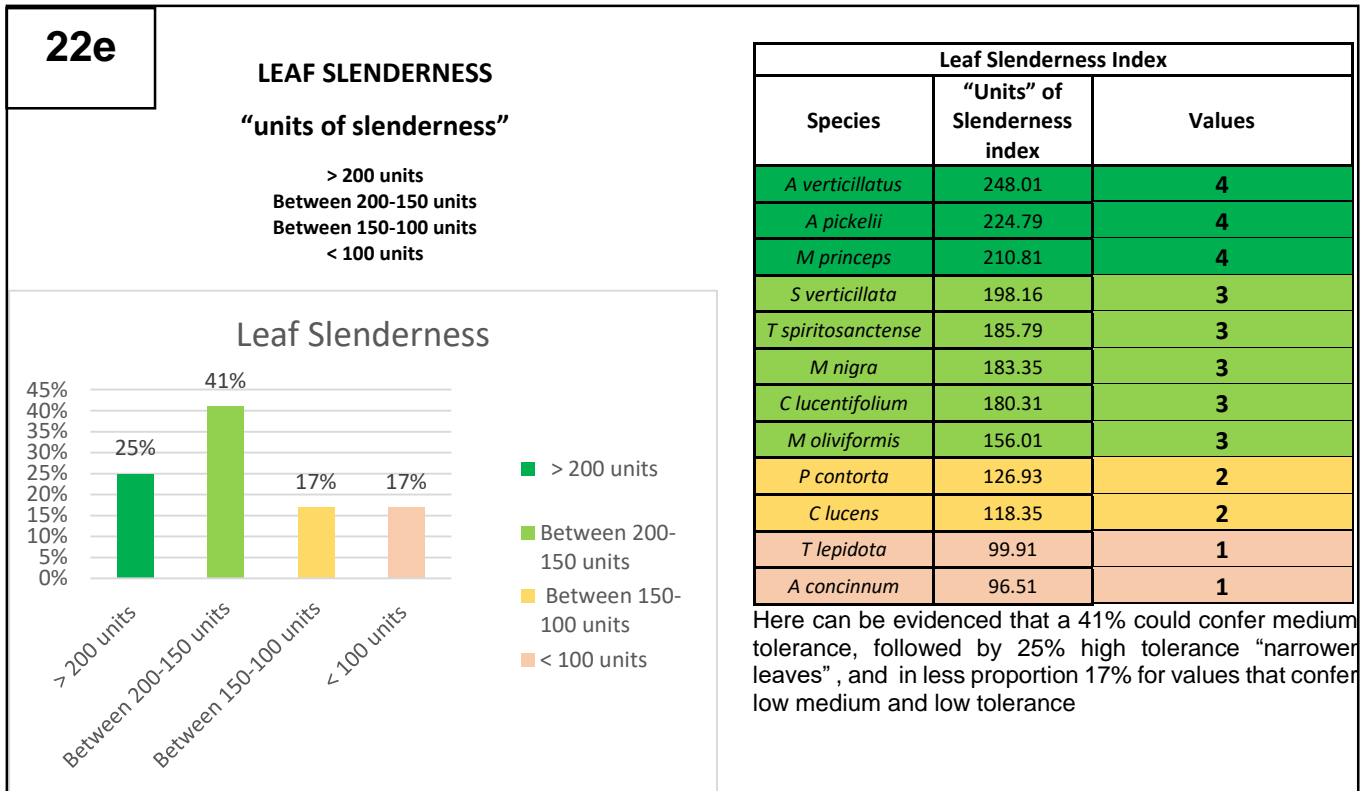 22e
LEAF SLENDERNESS
“units of slenderness”
> 200 units
Between 200-150 units
Between 150-100 units
< 100 units
Leaf Slenderness
45%
40%
35%
30%
25%
20%
15%
10%
5%
0%
25%
41%
17%
17%
> 200 units
Between 200-150 units
Between 150-100 units
< 100 units
> 200 units
Between 200-
150 units
Between 150-
100 units
< 100 units
Leaf Slenderness Index
Species
“Units” of
Slenderness
index
Values
A verticillatus 248.01 4
A pickelii 224.79 4
M princeps 210.81 4
S verticillata 198.16 3
T spiritosanctense 185.79 3
M nigra 183.35 3
C lucentifolium 180.31 3
M oliviformis 156.01 3
P contorta 126.93 2
C lucens 118.35 2
T lepidota 99.91 1
A concinnum 96.51 1
Here can be evidenced that a 41% could confer medium
tolerance, followed by 25% high tolerance “narrower
leaves” , and in less proportion 17% for values that confer
low medium and low tolerance